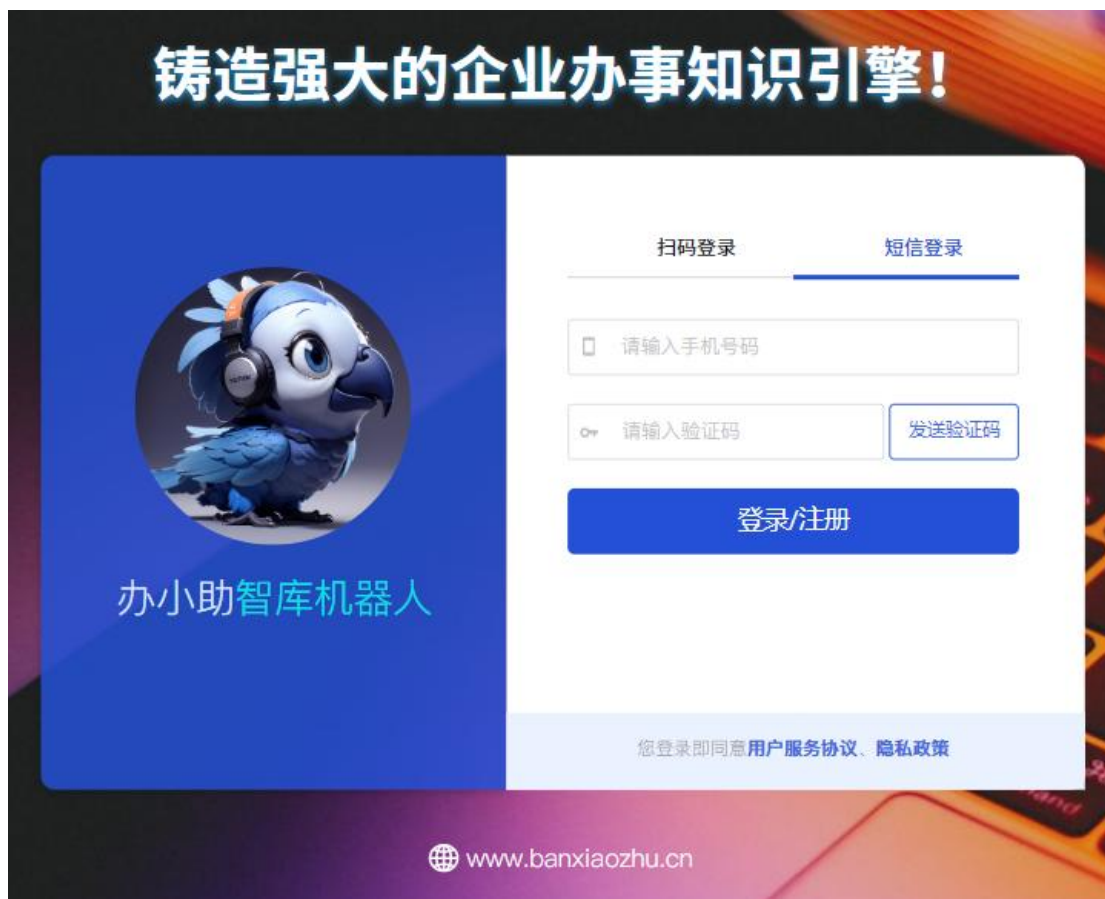 铸造强大的企业办事知识引擎！
扫码登录
短信登录
请输入手机号码
请输入验证码
发送验证码
登录/注册
办小助智库机器人
您登录即同意用户服务协议、隐私政策
www.banxiaozhu.cn